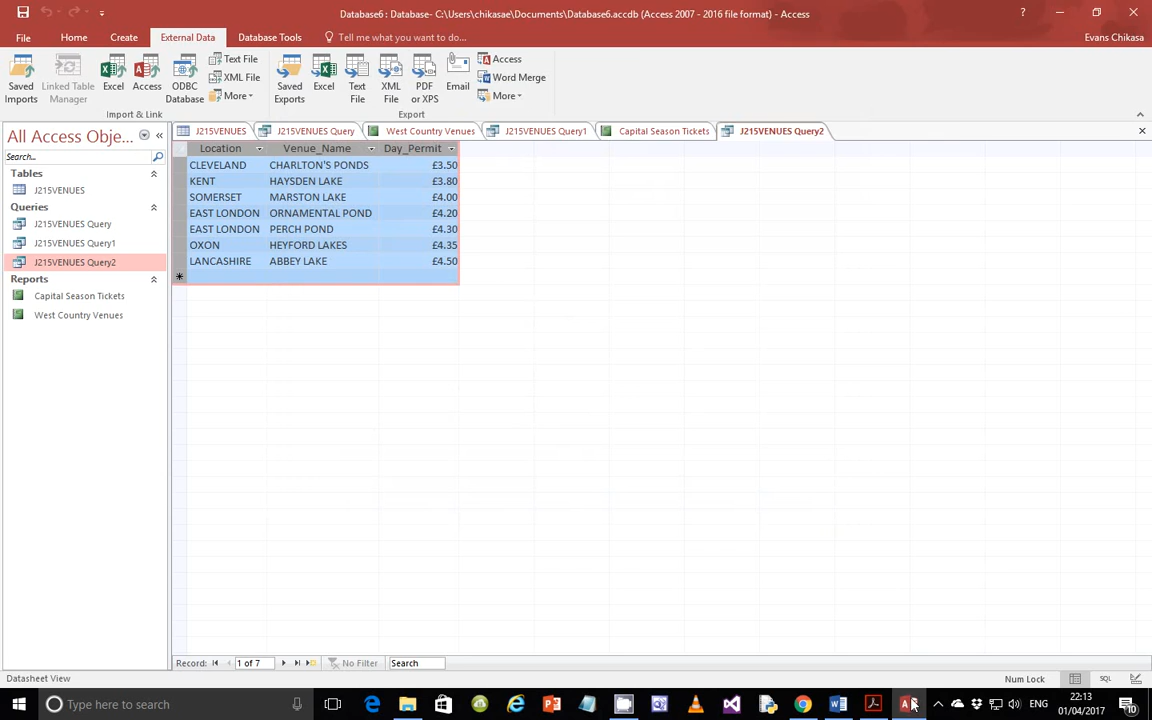 Database6 : Database- C:\Users\chikasae\Documents\Database6.accdb (Access 2007 - 2016 file format) - Access
?
File
Home
Create
External Data
Database Tools
Tell me what you want to do...
Evans Chikasa
Saved Imports
Linked Table Manager
Excel
Access
ODBC Database
Text File
XML File
More
Saved Exports
Excel
Text File
XML File
PDF or XPS
Email
Access
Word Merge
More
Import & Link
Export
All Access Obje...
Search...
Tables
J215VENUES
Queries
J215VENUES Query
J215VENUES Query1
J215VENUES Query2
Reports
Capital Season Tickets
West Country Venues
J215VENUES
J215VENUES Query
West Country Venues
J215VENUES Query1
Capital Season Tickets
J215VENUES Query2
Location Venue_Name Day_Permit
CLEVELAND CHARLTON'S PONDS £3.50
KENT HAYSDEN LAKE £3.80
SOMERSET MARSTON LAKE £4.00
EAST LONDON ORNAMENTAL POND £4.20
EAST LONDON PERCH POND £4.30
OXON HEYFORD LAKES £4.35
LANCASHIRE ABBEY LAKE £4.50
Record: 1 of 7 No Filter Search
Datasheet View
Num Lock
SQL
Type here to search
ENG
22:13
01/04/2017
10